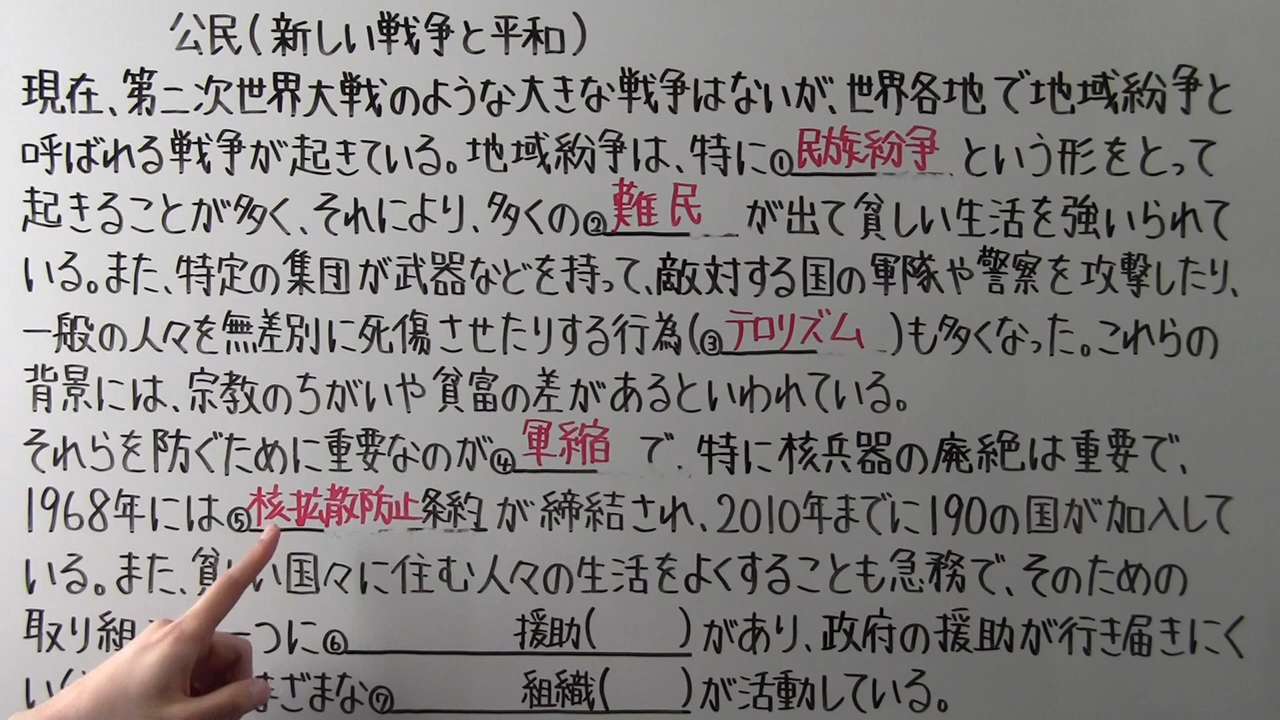 公民(新しい戦争と平和)
現在、第二次世界大戦のような大きな戦争はないが、世界各地で地域紛争と
呼ばれる戦争が起きている。地域紛争は、特に①民族紛争という形をとって
起きることが多く、それにより、多くの②難民が出て貧しい生活を強いられて
いる。また、特定の集団が武器などを持って、敵対する国の軍隊や警察を攻撃したり、
一般の人々を無差別に死傷させたりする行為(③テロリズム)も多くなった。これらの
背景には、宗教のちがいや貧富の差があるといわれている。
それらを防ぐために重要なのが④軍縮で、特に核兵器の廃絶は重要で、
1968年には⑤核拡散防止条約が締結され、2010年までに190の国が加入して
いる。また、貧しい国々に住む人々の生活をよくすることも急務で、そのための
取り組 一つに⑥ 援助( )があり、政府の援助が行き届きにく
い まざまな⑦ 組織( )が活動している。